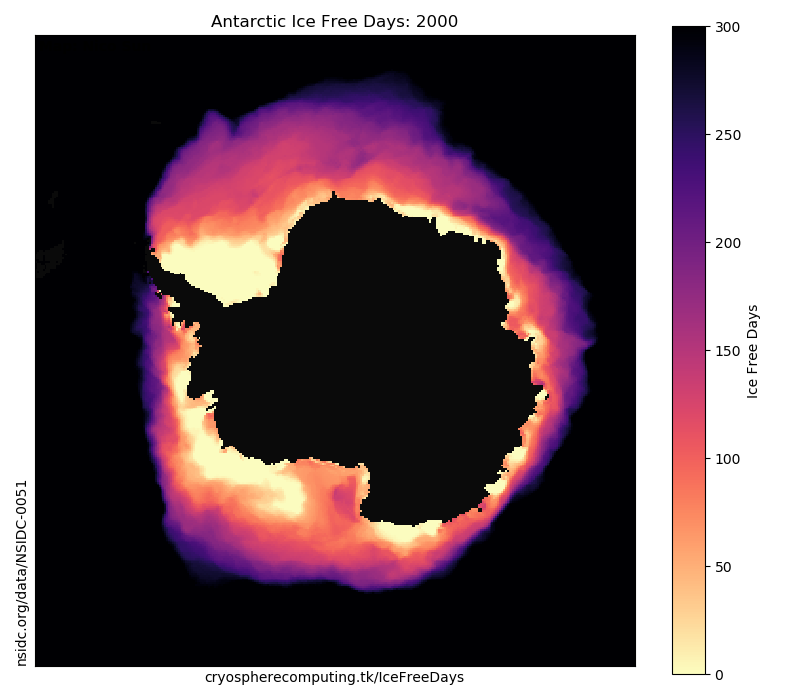 Antarctic Ice Free Days: 2000
300
250
200
150
100
50
0
Ice Free Days
nsidc.org/data/NSIDC-0051
cryospherecomputing.tk/IceFreeDays